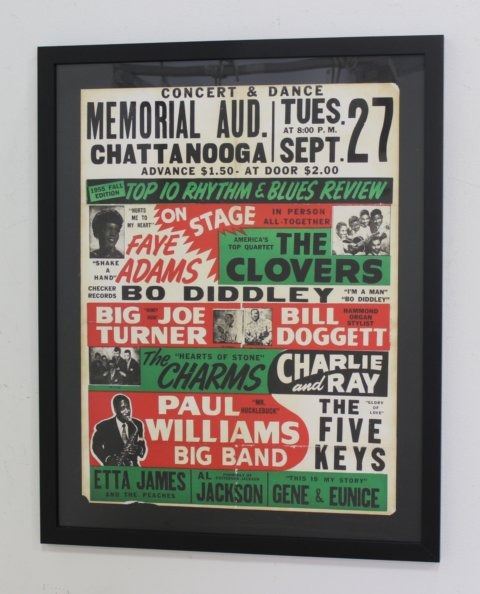 CONCERT & DANCE
MEMORIAL AUD.
CHATTANOOGA
TUES.
AT 8:00 P. M.
SEPT. 27
ADVANCE $1.50- AT DOOR $2.00
1955 FALL
EDITION
TOP 10 RHYTHM & BLUES REVIEW
"HURTS
ME TO
MY HEART"
ON
STAGE
IN PERSON
ALL-TOGETHER
"SHAKE
A
HAND"
FAYE
ADAMS
AMERICA'S
TOP QUARTET
THE
CLOVERS
CHECKER
RECORDS
BO DIDDLEY
"I'M A MAN"
"BO DIDDLEY"
BIG JOE
TURNER
BILL
DOGGETT
HAMMOND
ORGAN
STYLIST
The "HEARTS OF STONE"
CHARMS
CHARLIE
and RAY
PAUL
WILLIAMS
BIG BAND
"MR.
HUCKLEBUCK"
THE
FIVE
KEYS
"GLORY
OF
LOVE"
ETTA JAMES
AND THE PEACHES
AL
JACKSON
"THIS IS MY STORY"
GENE & EUNICE